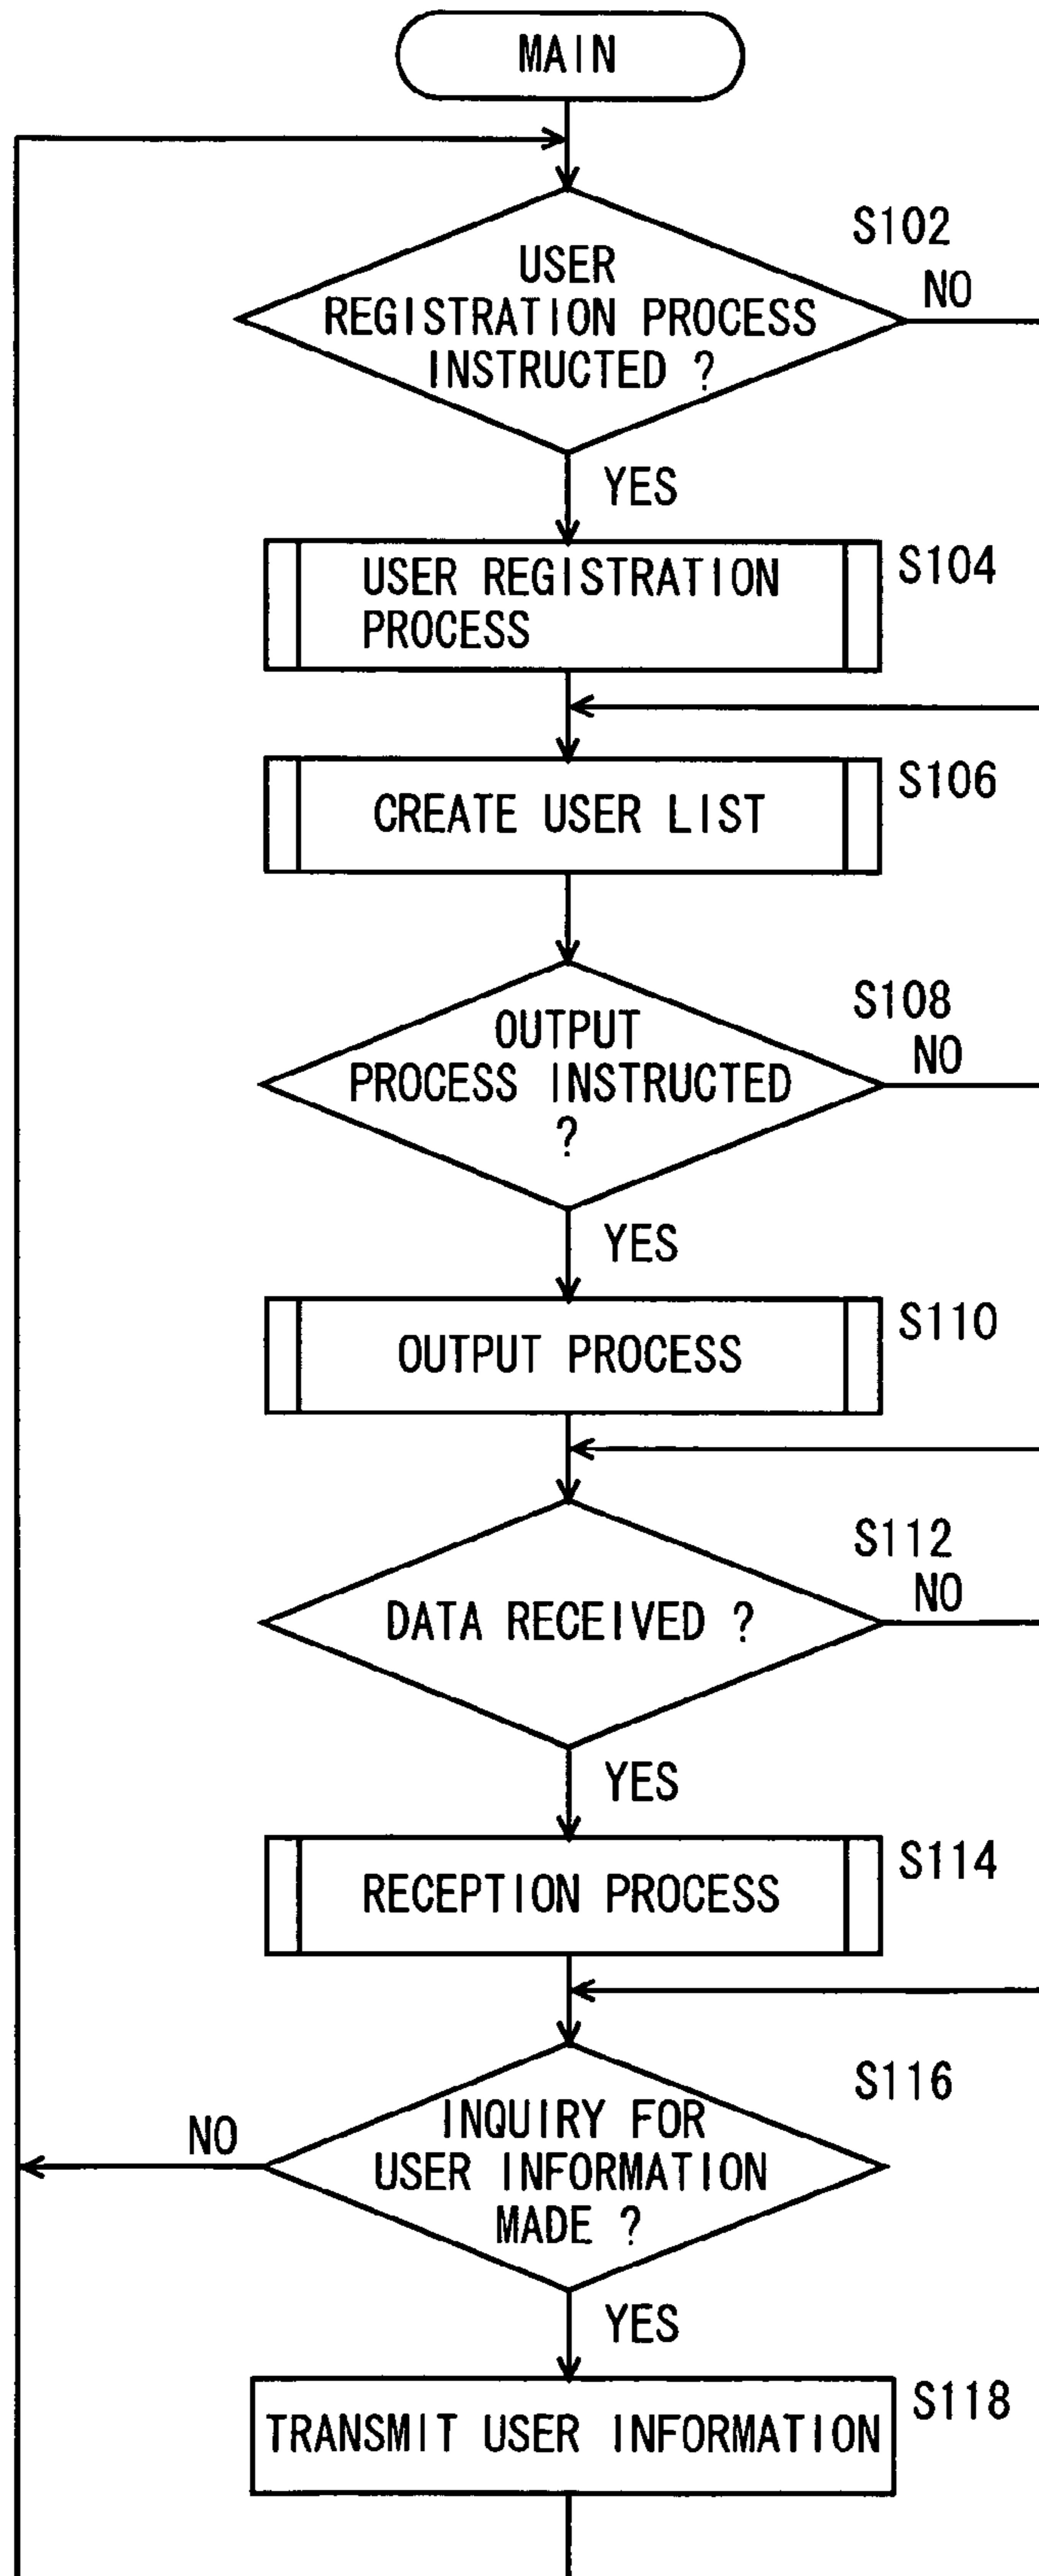 MAIN
S102
USER
REGISTRATION PROCESS
INSTRUCTED ?
NO
YES
USER REGISTRATION
PROCESS
S104
CREATE USER LIST
S106
S108
OUTPUT
PROCESS INSTRUCTED
?
NO
YES
OUTPUT PROCESS
S110
S112
DATA RECEIVED ?
NO
YES
RECEPTION PROCESS
S114
S116
INQUIRY FOR
USER INFORMATION
MADE ?
NO
YES
TRANSMIT USER INFORMATION
S118